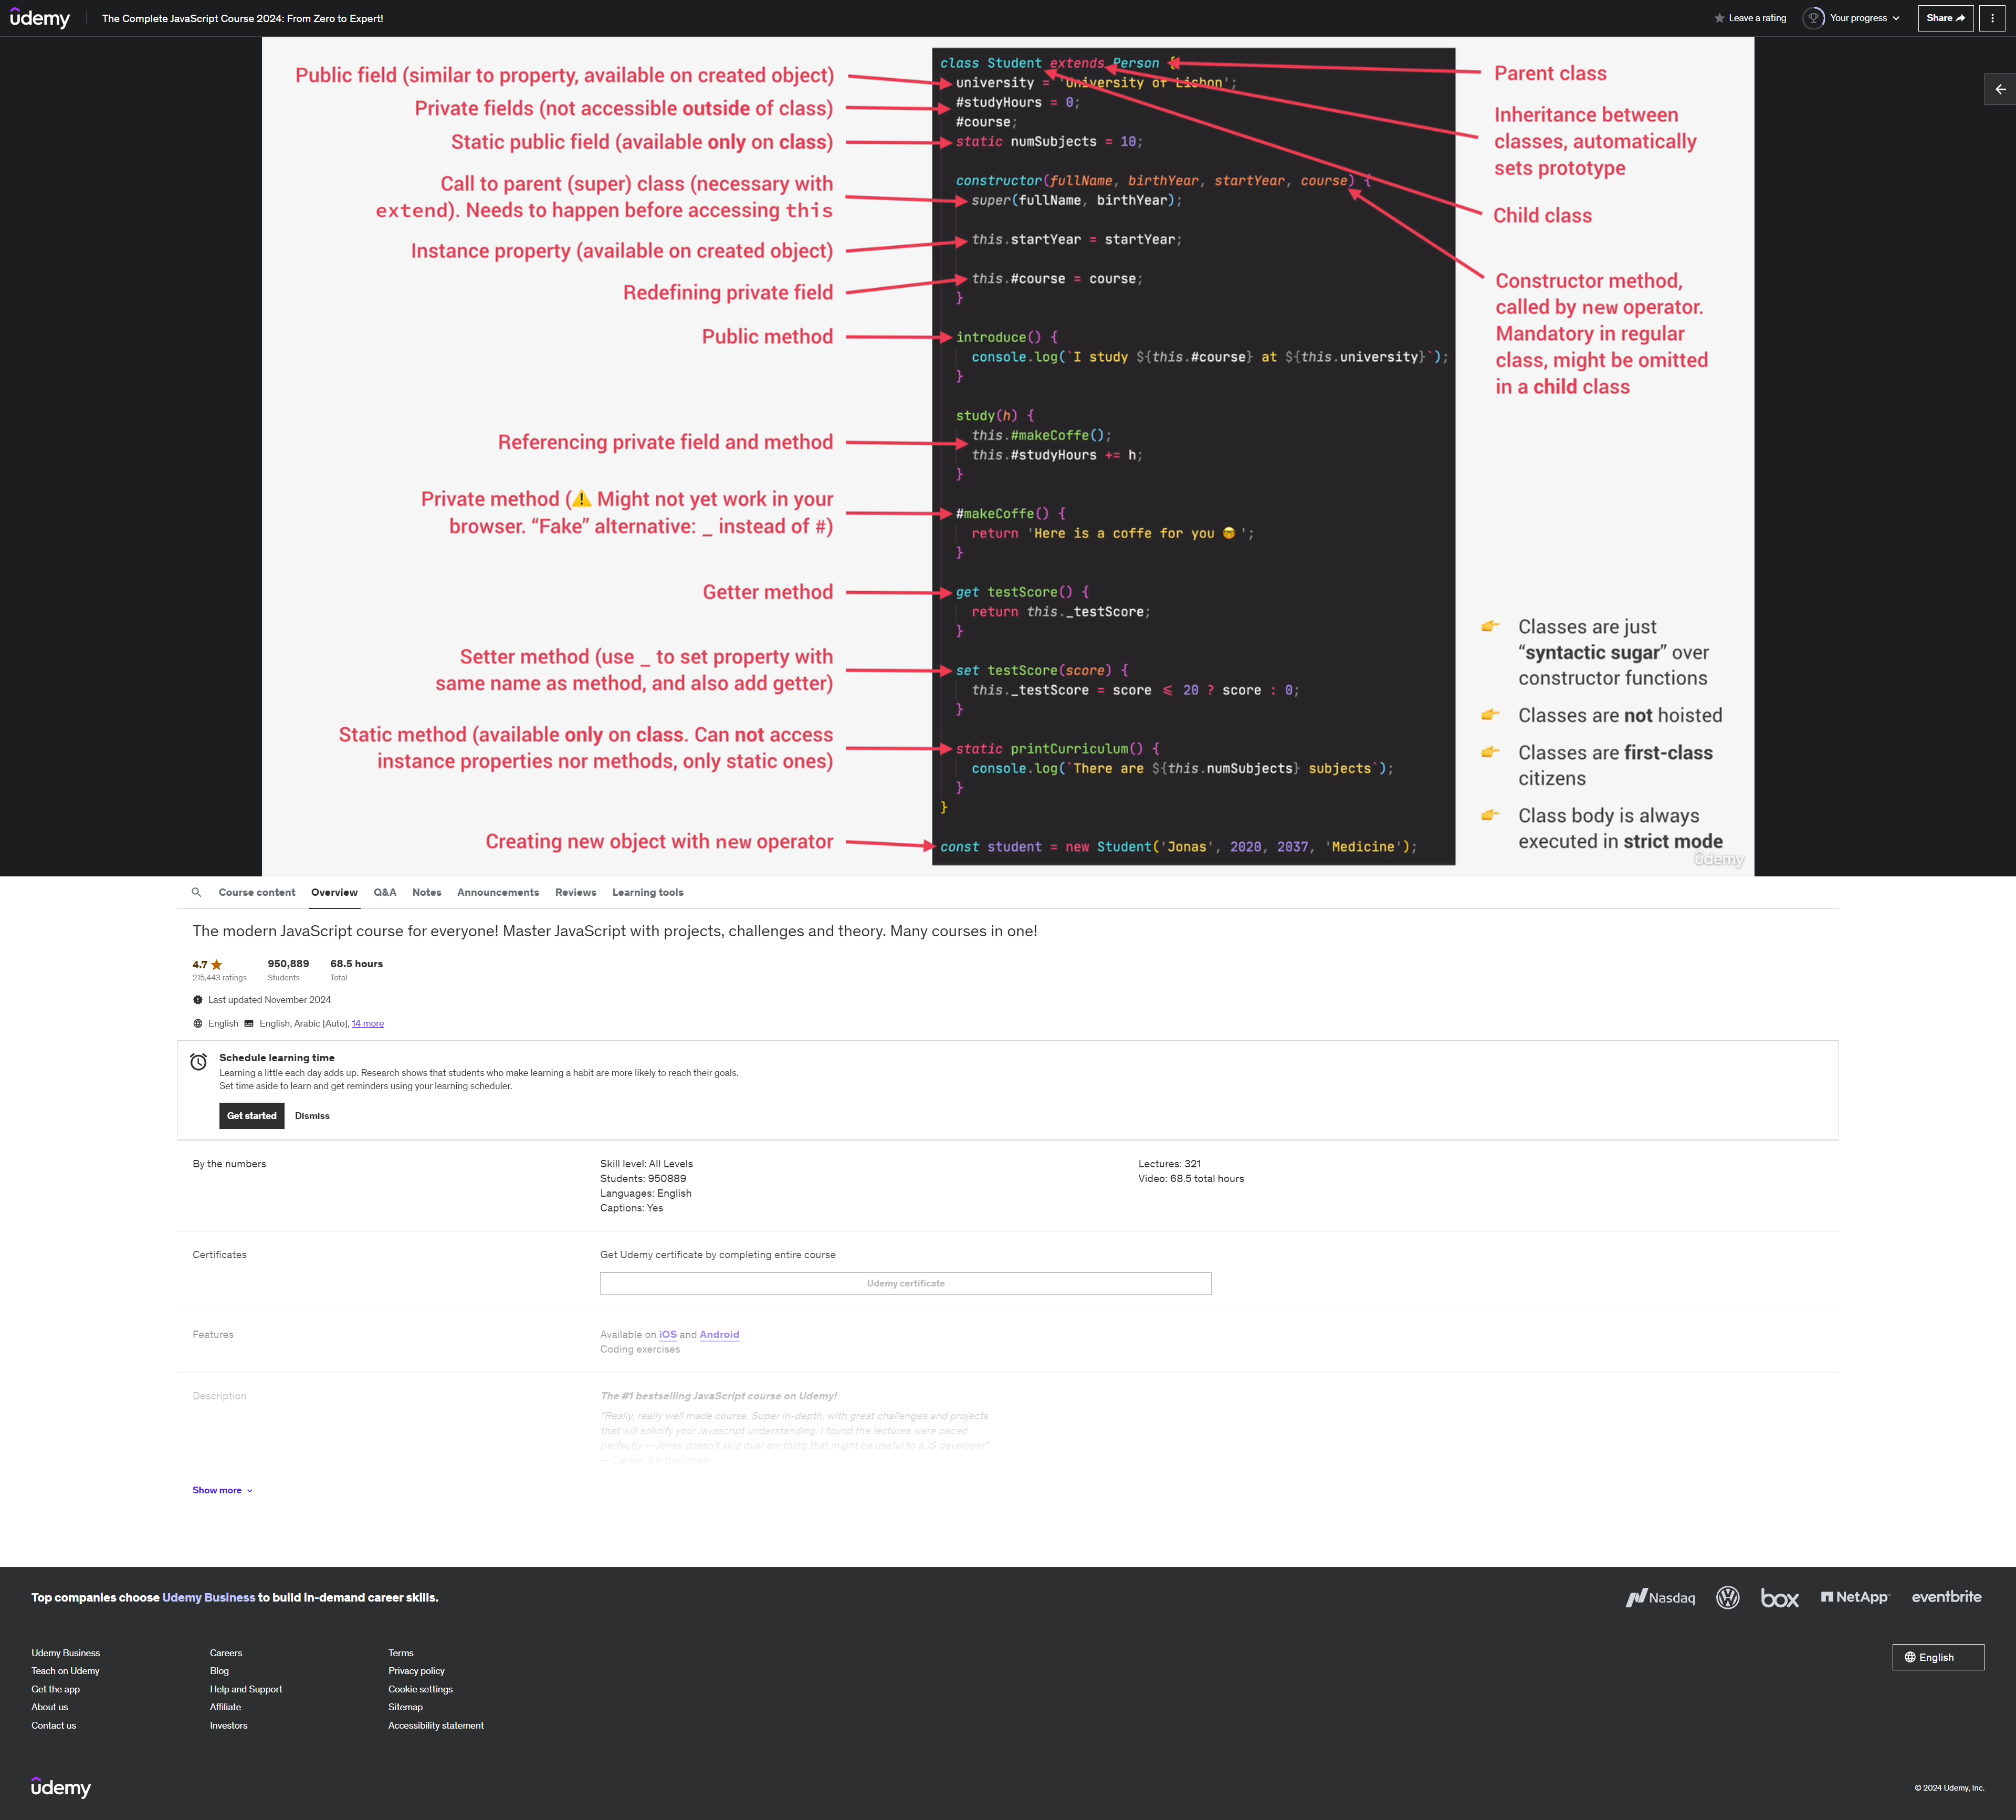 udemy
The Complete JavaScript Course 2024: From Zero to Expert!
Leave a rating
Your progress
Share
Public field (similar to property, available on created object)
Private fields (not accessible outside of class)
Static public field (available only on class)
Call to parent (super) class (necessary with
extend). Needs to happen before accessing this
Instance property (available on created object)
Redefining private field
Public method
Referencing private field and method
Private method (⚠️ Might not yet work in your
browser. “Fake” alternative: _ instead of #)
Getter method
Setter method (use _ to set property with
same name as method, and also add getter)
Static method (available only on class. Can not access
instance properties nor methods, only static ones)
Creating new object with new operator
class Student extends Person {
university = 'University of Lisbon';
#studyHours = 0;
#course;
static numSubjects = 10;
constructor(fullName, birthYear, startYear, course) {
super(fullName, birthYear);
this.startYear = startYear;
this.#course = course;
}
introduce() {
console.log(`I study ${this.#course} at ${this.university}`);
}
study(h) {
this.#makeCoffe();
this.#studyHours += h;
}
#makeCoffe() {
return 'Here is a coffe for you 🤓 ';
}
get testScore() {
return this._testScore;
}
set testScore(score) {
this._testScore = score ≤ 20 ? score : 0;
}
static printCurriculum() {
console.log(`There are ${this.numSubjects} subjects`);
}
}
const student = new Student('Jonas', 2020, 2037, 'Medicine');
Parent class
Inheritance between
classes, automatically
sets prototype
Child class
Constructor method,
called by new operator.
Mandatory in regular
class, might be omitted
in a child class
👉 Classes are just
“syntactic sugar” over
constructor functions
👉 Classes are not hoisted
👉 Classes are first-class
citizens
👉 Class body is always
executed in strict mode
udemy
Course content
Overview
Q&A
Notes
Announcements
Reviews
Learning tools
The modern JavaScript course for everyone! Master JavaScript with projects, challenges and theory. Many courses in one!
4.7
215,443 ratings
950,889
Students
68.5 hours
Total
Last updated November 2024
English
English, Arabic [Auto], 14 more
Schedule learning time
Learning a little each day adds up. Research shows that students who make learning a habit are more likely to reach their goals.
Set time aside to learn and get reminders using your learning scheduler.
Get started
Dismiss
By the numbers
Skill level: All Levels
Students: 950889
Languages: English
Captions: Yes
Lectures: 321
Video: 68.5 total hours
Certificates
Get Udemy certificate by completing entire course
Udemy certificate
Features
Available on iOS and Android
Coding exercises
Description
The #1 bestselling JavaScript course on Udemy!
"Really, really well made course. Super in-depth, with great challenges and projects
that will solidify your Javascript understanding. I found the lectures were paced
perfectly -- Jonas doesn't skip over anything that might be useful to a JS developer"
— Carson Bartholomew
Show more
Top companies choose Udemy Business to build in-demand career skills.
Nasdaq
box
NetApp
eventbrite
Udemy Business
Teach on Udemy
Get the app
About us
Contact us
Careers
Blog
Help and Support
Affiliate
Investors
Terms
Privacy policy
Cookie settings
Sitemap
Accessibility statement
English
udemy
© 2024 Udemy, Inc.